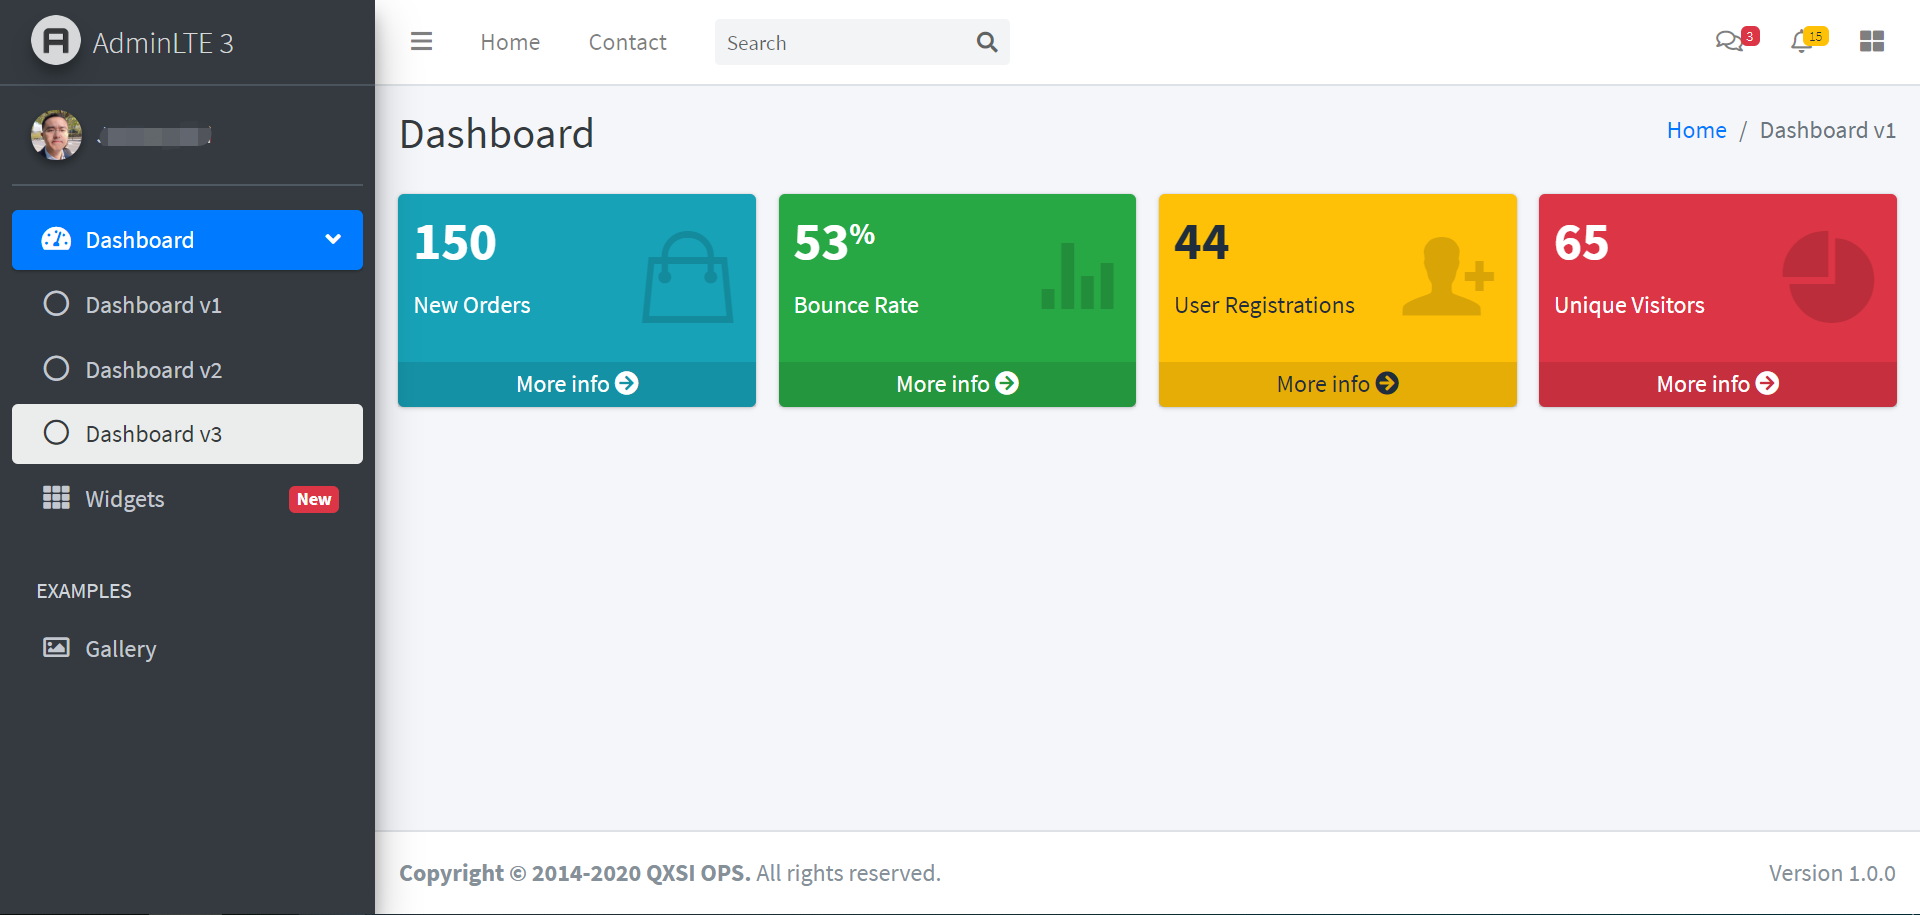 AdminLTE 3
Home
Contact
Search
3
15
Dashboard
Home / Dashboard v1
Dashboard
Dashboard v1
Dashboard v2
Dashboard v3
Widgets
New
EXAMPLES
Gallery
150
New Orders
More info
53%
Bounce Rate
More info
44
User Registrations
More info
65
Unique Visitors
More info
Copyright © 2014-2020 QXSI OPS. All rights reserved.
Version 1.0.0